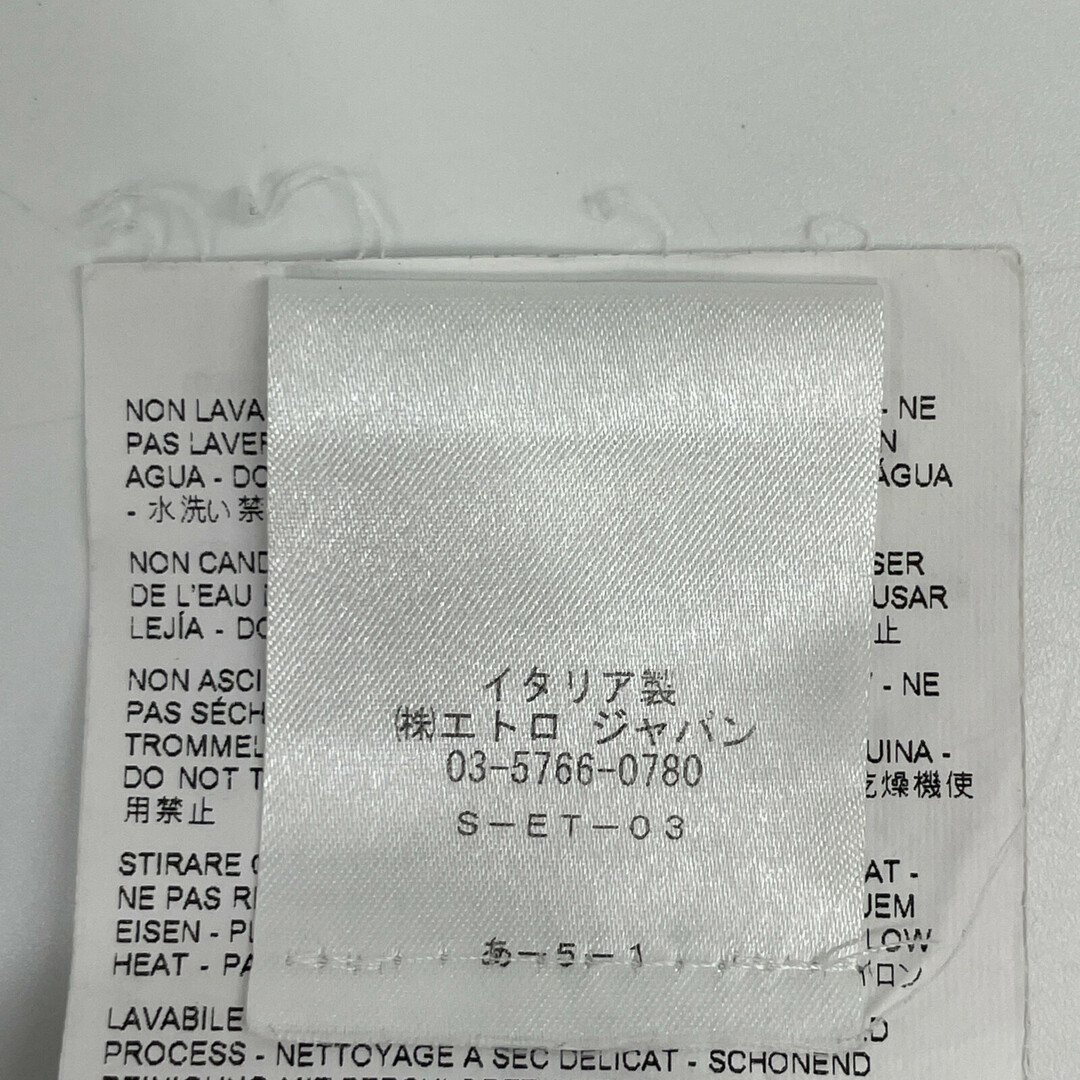 NON LAVA
- NE
PAS LAVER
N
AGUA - DO
ÁGUA
- 水洗い禁
NON CAND
SER
DE L'EAU
USAR
LEJÍA - DO
止
NON ASCI
- NE
PAS SÉCH
TROMMEL
UINA -
DO NOT T
乾燥機使
用禁止
STIRARE
AT -
NE PAS RE
UEM
EISEN - PL
LOW
HEAT - PA
イロン
LAVABILE
PROCESS - NETTOYAGE A SEC DELICAT - SCHONEND
イタリア製
㈱エトロ ジャパン
03-5766-0780
S-ET-03
あ-5-1